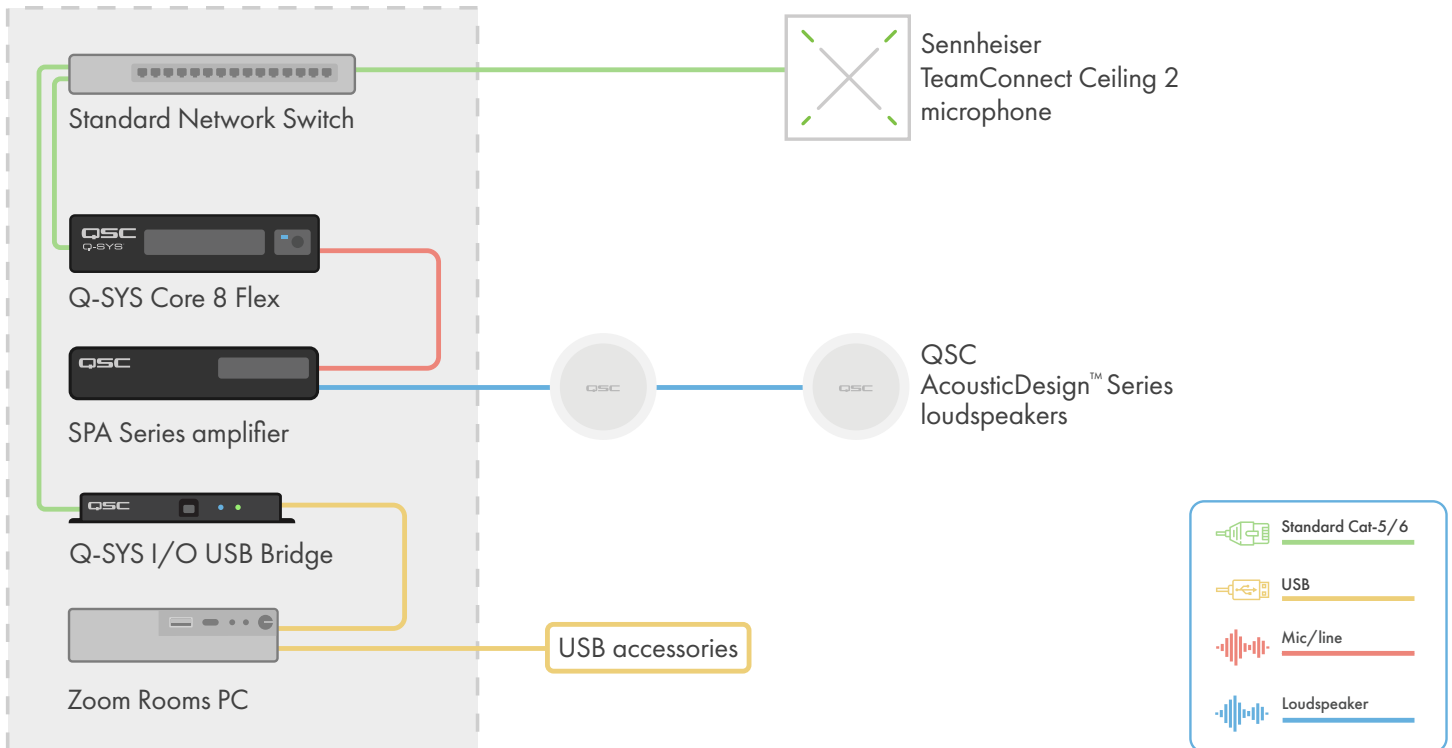 Sennheiser
TeamConnect Ceiling 2
microphone
Standard Network Switch
QSC
Q-SYS
Q-SYS Core 8 Flex
QSC
SPA Series amplifier
QSC
QSC
QSC
AcousticDesign™ Series
loudspeakers
QSC
Q-SYS I/O USB Bridge
Zoom Rooms PC
USB accessories
Standard Cat-5/6
USB
Mic/line
Loudspeaker